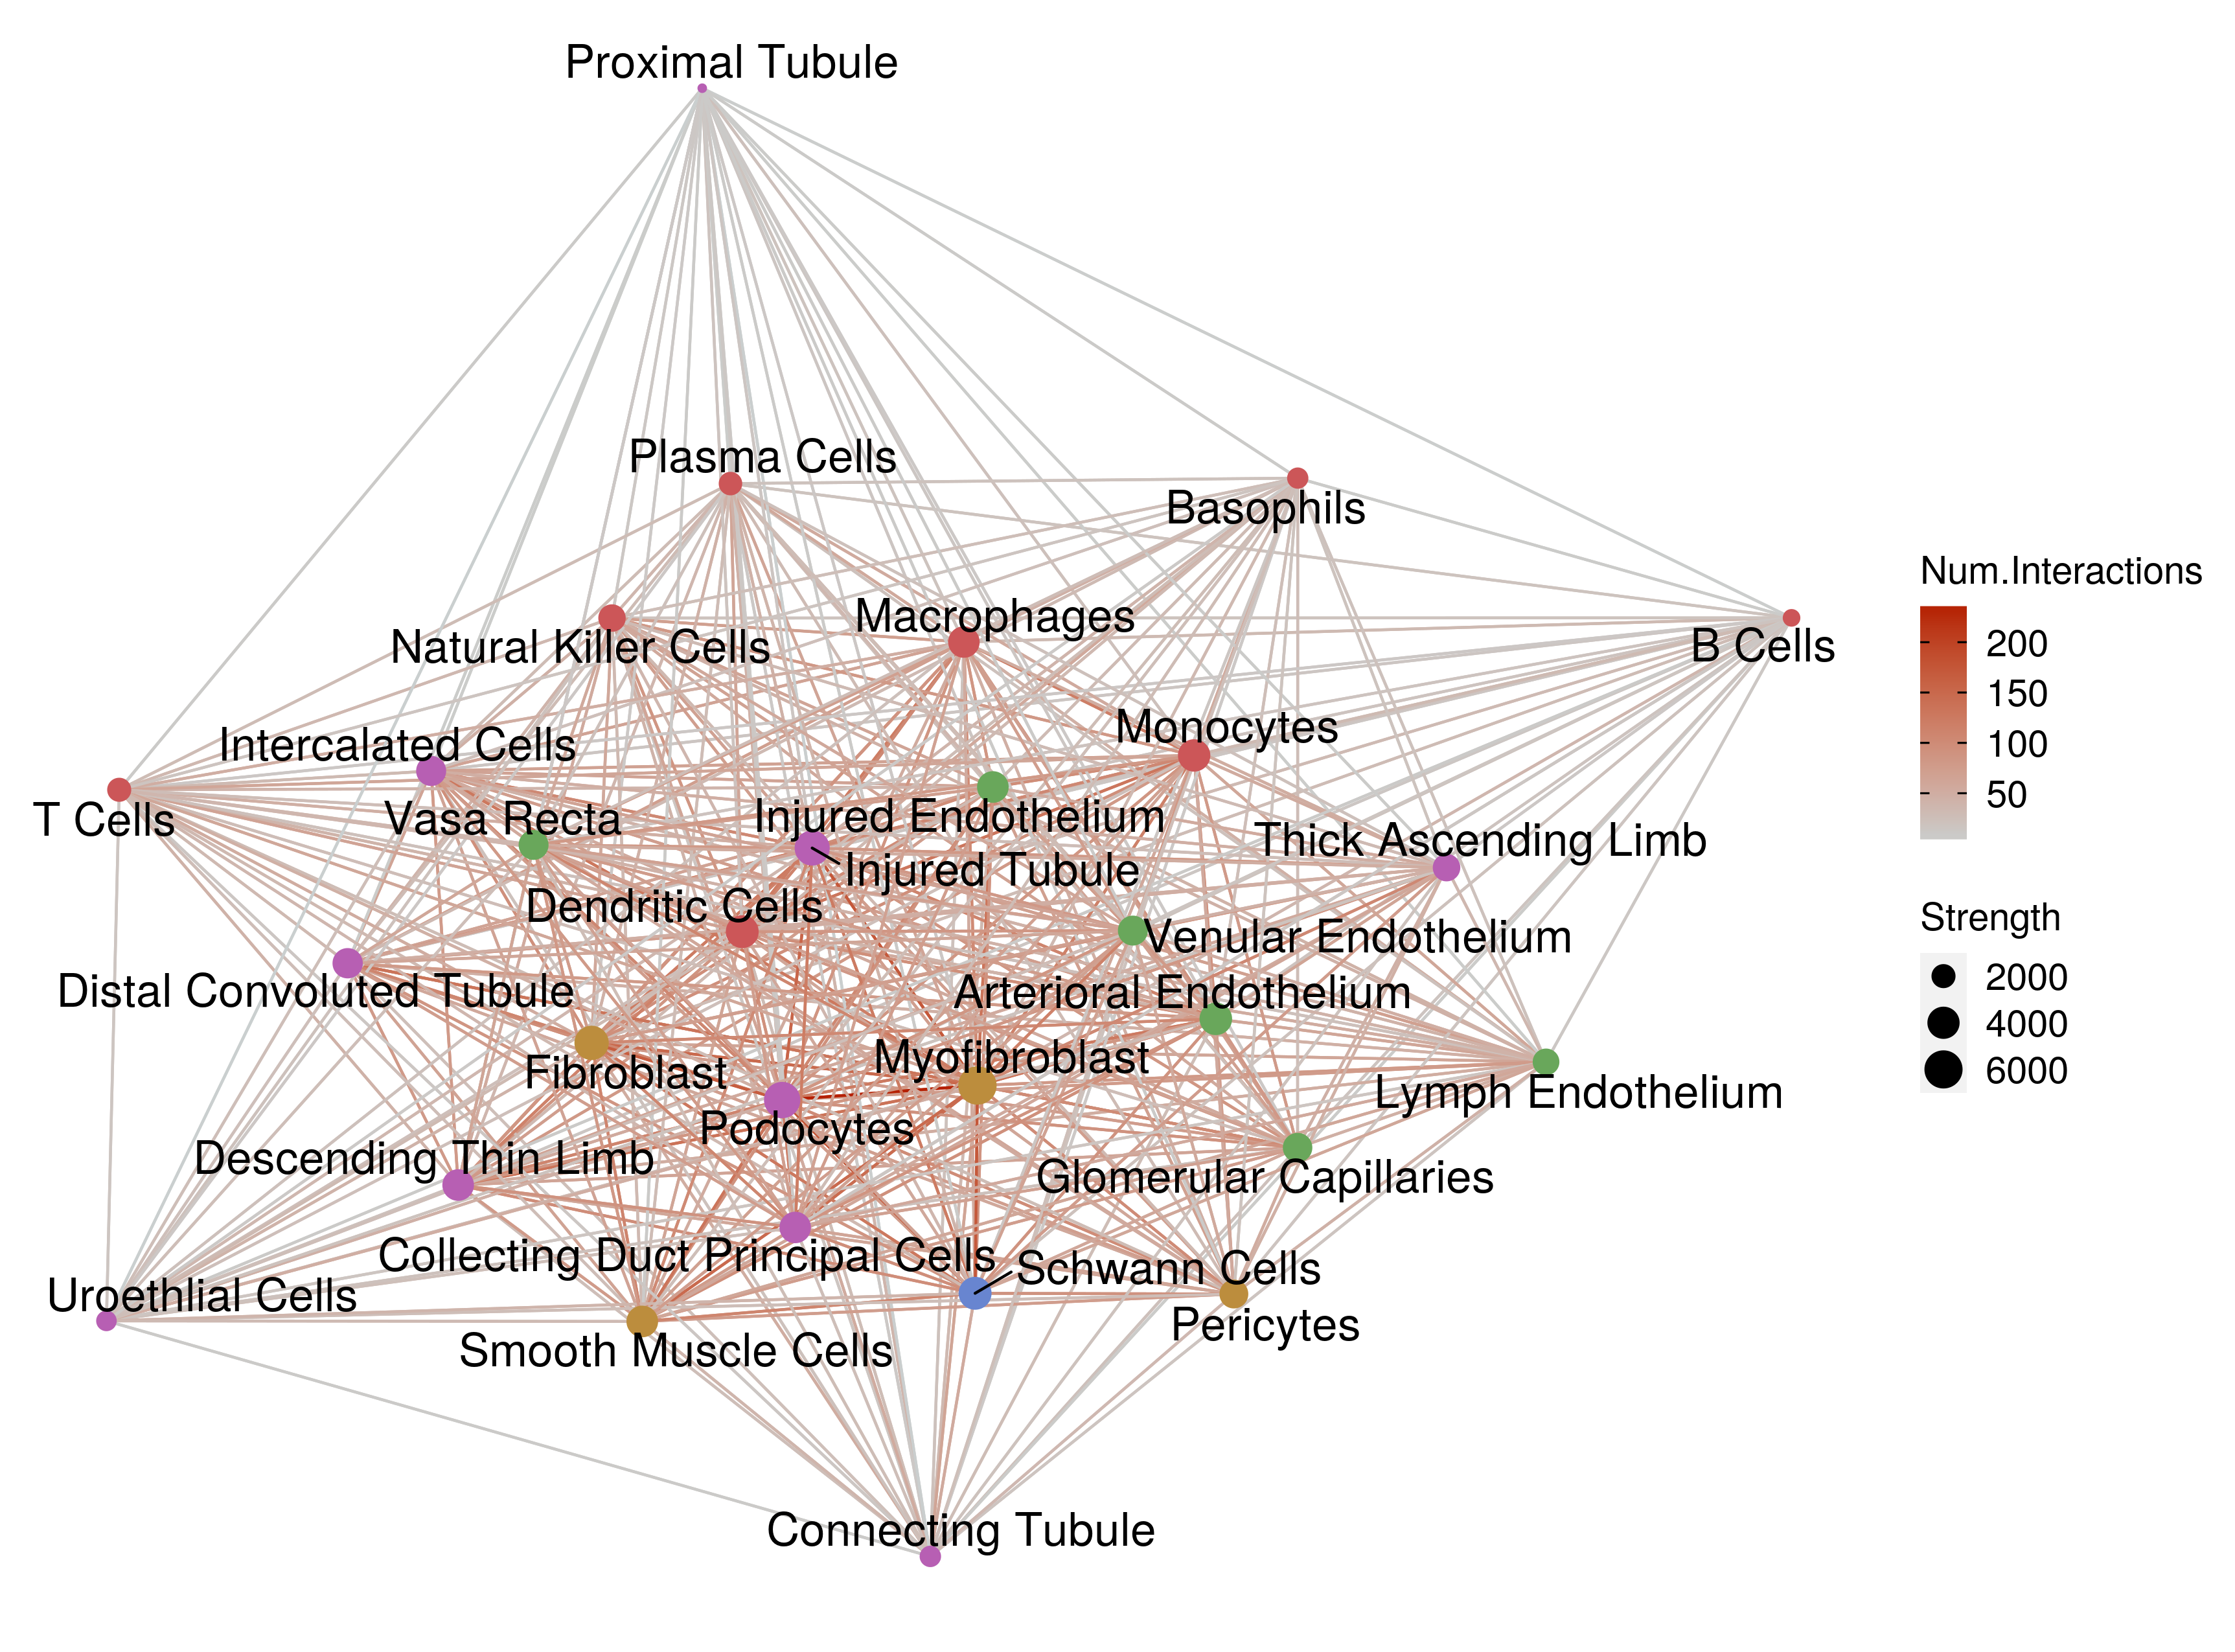 Proximal Tubule
Plasma Cells
Basophils
Macrophages
Natural Killer Cells
B Cells
Monocytes
Intercalated Cells
T Cells
Vasa Recta
Injured Endothelium
Injured Tubule
Thick Ascending Limb
Dendritic Cells
Venular Endothelium
Distal Convoluted Tubule
Arterioral Endothelium
Fibroblast
Myofibroblast
Lymph Endothelium
Podocytes
Descending Thin Limb
Glomerular Capillaries
Collecting Duct Principal Cells
Schwann Cells
Uroethlial Cells
Pericytes
Smooth Muscle Cells
Connecting Tubule
Num.Interactions
200
150
100
50
Strength
2000
4000
6000